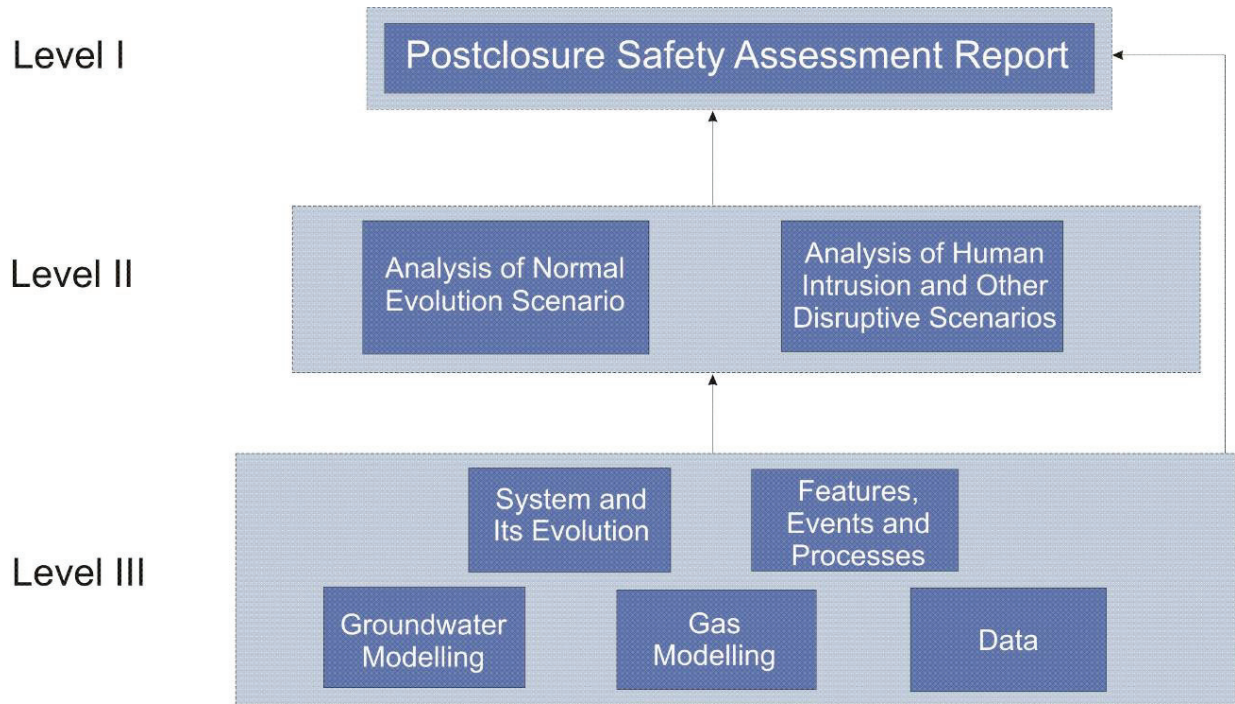 Level I
Postclosure Safety Assessment Report
Level II
Analysis of Normal
Evolution Scenario
Analysis of Human
Intrusion and Other
Disruptive Scenarios
Level III
System and
Its Evolution
Features,
Events and
Processes
Groundwater
Modelling
Gas
Modelling
Data